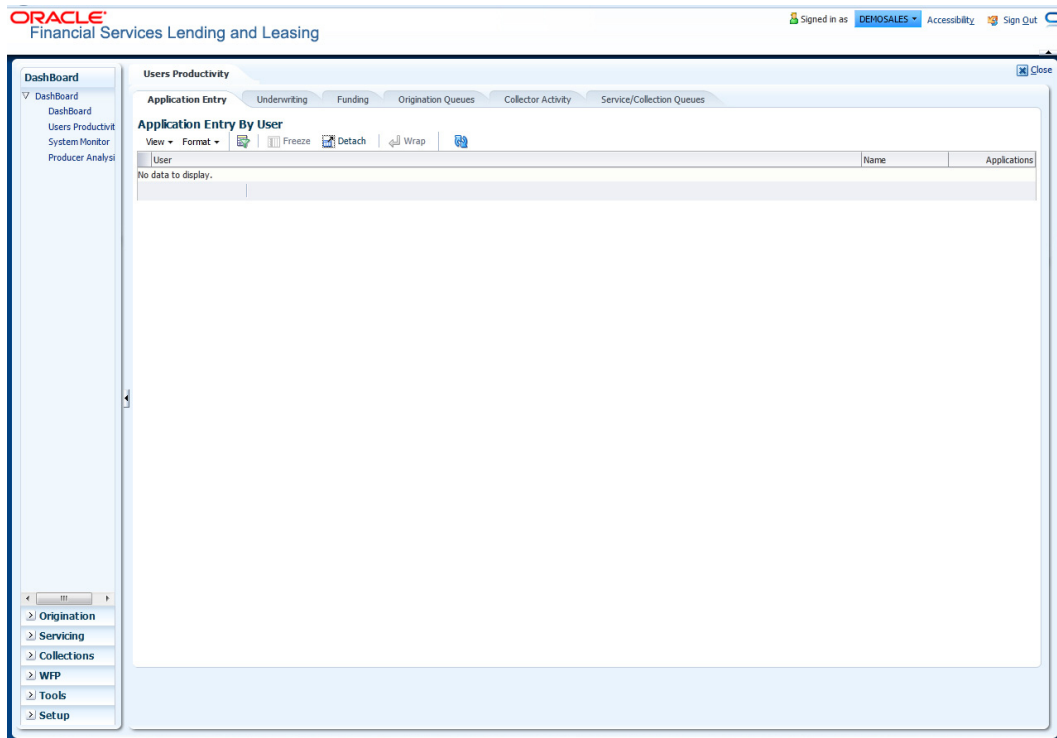 ORACLE®
Financial Services Lending and Leasing
Signed in as DEMOSALES Accessibility Sign Out
DashBoard
DashBoard
DashBoard
Users Productivit
System Monitor
Producer Analysi
Users Productivity
Close
Application Entry Underwriting Funding Origination Queues Collector Activity Service/Collection Queues
Application Entry By User
View Format Freeze Detach Wrap
User Name Applications
No data to display.
Origination
Servicing
Collections
WFP
Tools
Setup